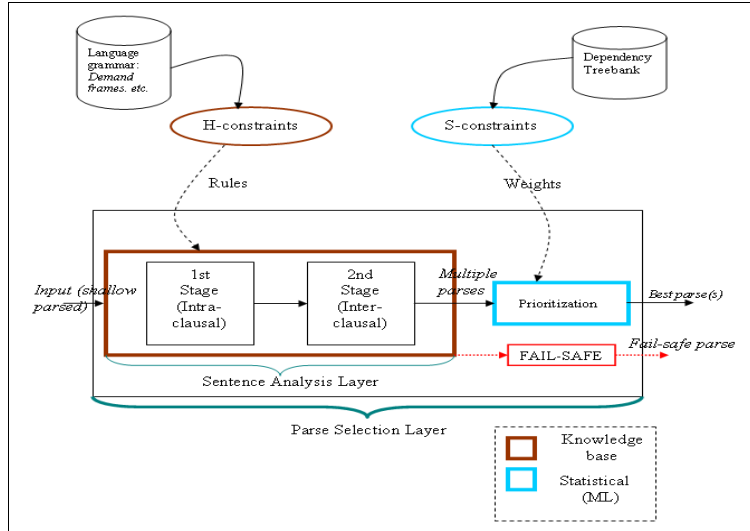 Language
grammar:
Demand
frames. etc.
Dependency
Treebank
H-constraints
S-constraints
Rules
Weights
Input (shallow
parsed)
1st
Stage
(Intra-
clausal)
2nd
Stage
(Inter-
clausal)
Multiple
parses
Prioritization
Best parse(s)
FAIL-SAFE
Fail-safe parse
Sentence Analysis Layer
Parse Selection Layer
Knowledge
base
Statistical
(ML)